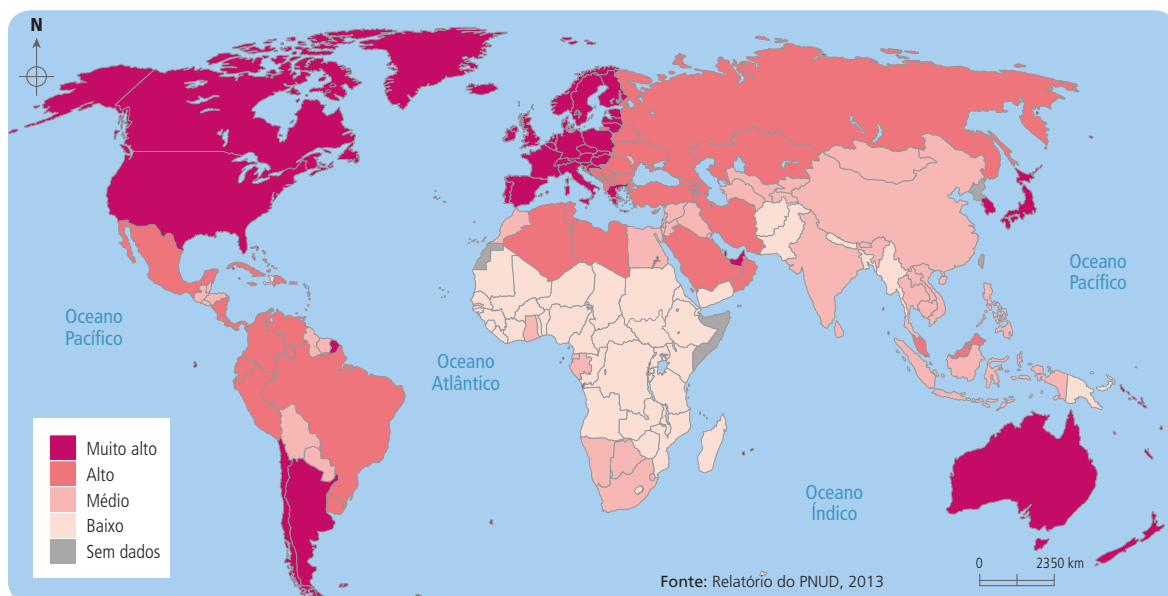 N
Oceano
Pacífico
Oceano
Atlântico
Oceano
Pacífico
Oceano
Índico
Muito alto
Alto
Médio
Baixo
Sem dados
Fonte: Relatório do PNUD, 2013
0 2350 km